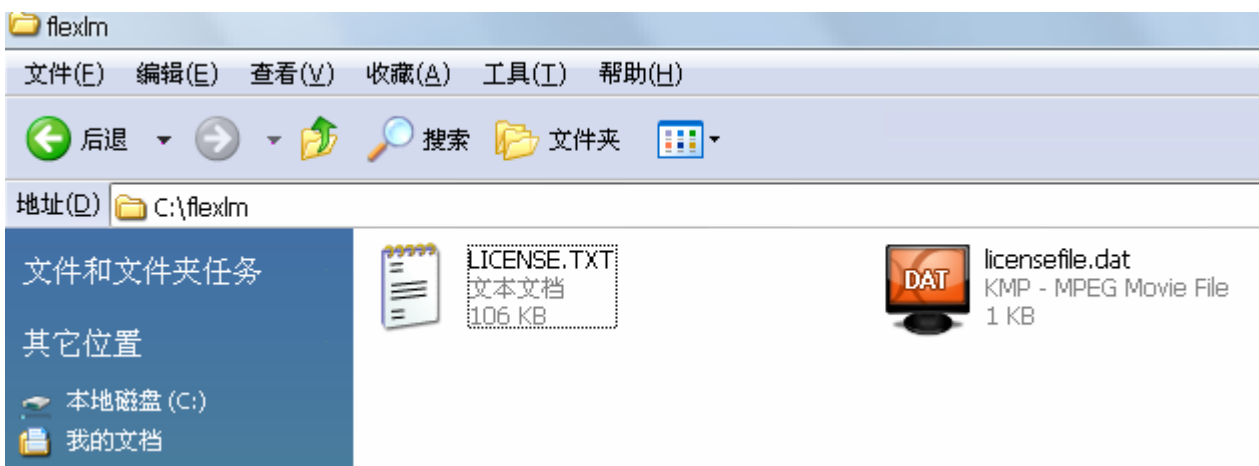 flexlm
文件(F) 编辑(E) 查看(V) 收藏(A) 工具(T) 帮助(H)
后退 搜索 文件夹
地址(D) C:\flexlm
文件和文件夹任务
其它位置
本地磁盘 (C:)
我的文档
LICENSE.TXT
文本文档
106 KB
DAT
licensefile.dat
KMP - MPEG Movie File
1 KB